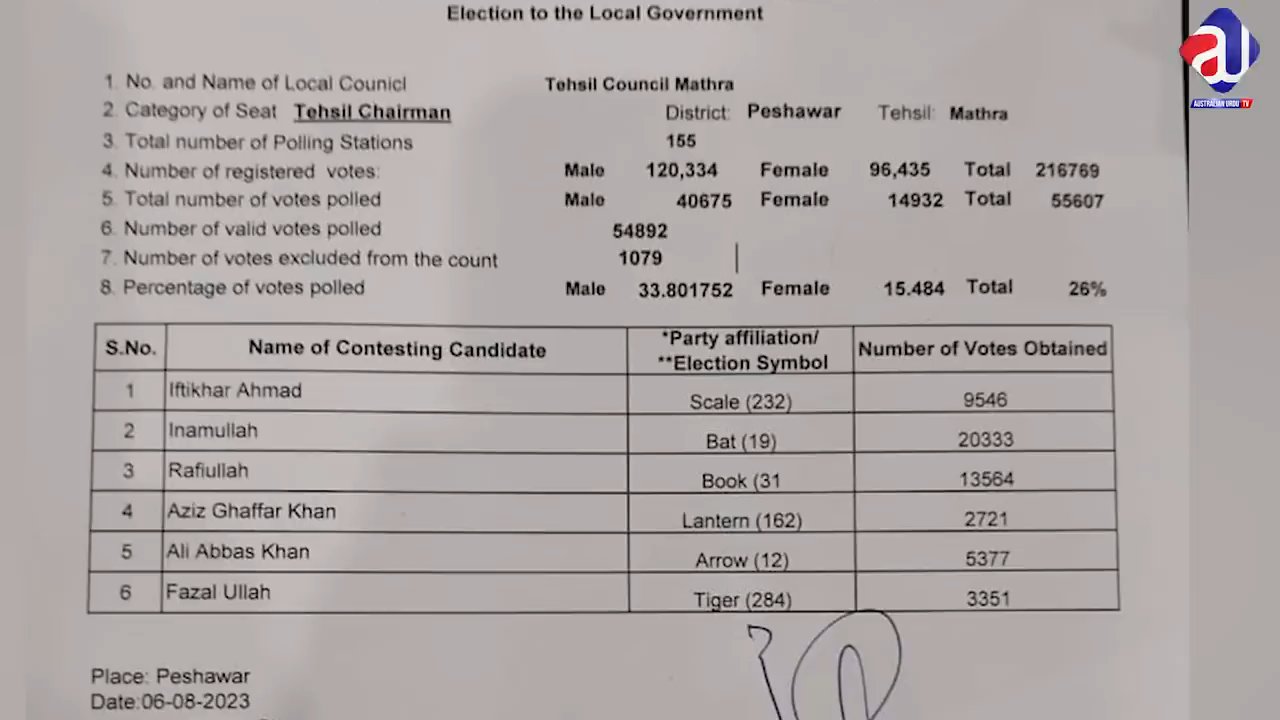 Election to the Local Government
1. No. and Name of Local Counicl Tehsil Council Mathra
2. Category of Seat Tehsil Chairman District: Peshawar Tehsil: Mathra
3. Total number of Polling Stations 155
4. Number of registered votes: Male 120,334 Female 96,435 Total 216769
5. Total number of votes polled Male 40675 Female 14932 Total 55607
6. Number of valid votes polled 54892
7. Number of votes excluded from the count 1079
8. Percentage of votes polled Male 33.801752 Female 15.484 Total 26%
S.No. Name of Contesting Candidate *Party affiliation/ **Election Symbol Number of Votes Obtained
1 Iftikhar Ahmad Scale (232) 9546
2 Inamullah Bat (19) 20333
3 Rafiullah Book (31 13564
4 Aziz Ghaffar Khan Lantern (162) 2721
5 Ali Abbas Khan Arrow (12) 5377
6 Fazal Ullah Tiger (284) 3351
Place: Peshawar
Date:06-08-2023
AUSTRALIAN URDU TV